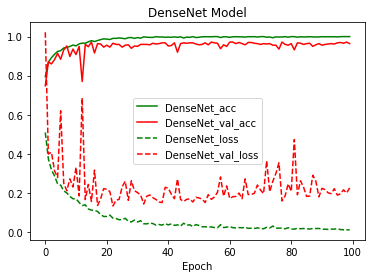 DenseNet Model
1.0
0.8
0.6
0.4
0.2
0.0
DenseNet_acc
DenseNet_val_acc
DenseNet_loss
DenseNet_val_loss
0 20 40 60 80 100
Epoch